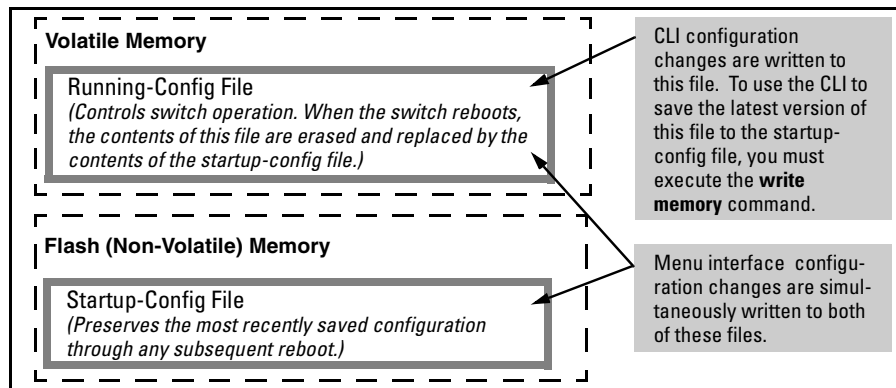 Volatile Memory
Running-Config File
(Controls switch operation. When the switch reboots,
the contents of this file are erased and replaced by the
contents of the startup-config file.)
CLI configuration
changes are written to
this file. To use the CLI to
save the latest version of
this file to the startup-
config file, you must
execute the write
memory command.
Flash (Non-Volatile) Memory
Startup-Config File
(Preserves the most recently saved configuration
through any subsequent reboot.)
Menu interface configu-
ration changes are simul-
taneously written to both
of these files.